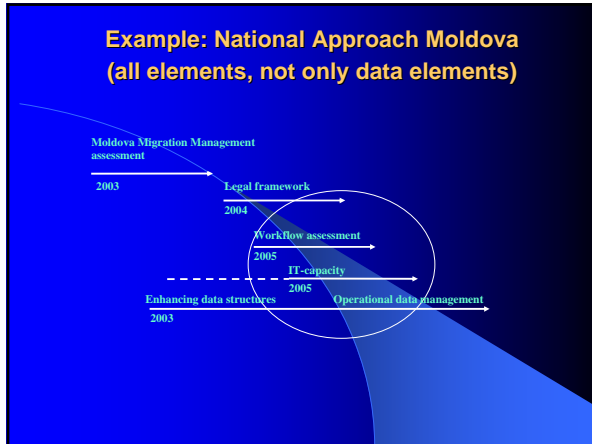 Example: National Approach Moldova
(all elements, not only data elements)
Moldova Migration Management
assessment
2003
Legal framework
2004
Workflow assessment
2005
IT-capacity
2005
Enhancing data structures
Operational data management
2003